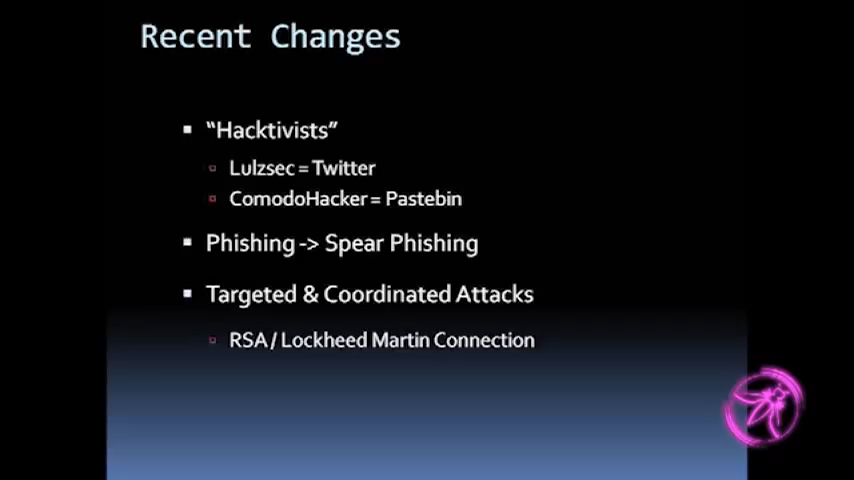 Recent Changes
"Hacktivists"
Lulzsec = Twitter
ComodoHacker = Pastebin
Phishing -> Spear Phishing
Targeted & Coordinated Attacks
RSA / Lockheed Martin Connection